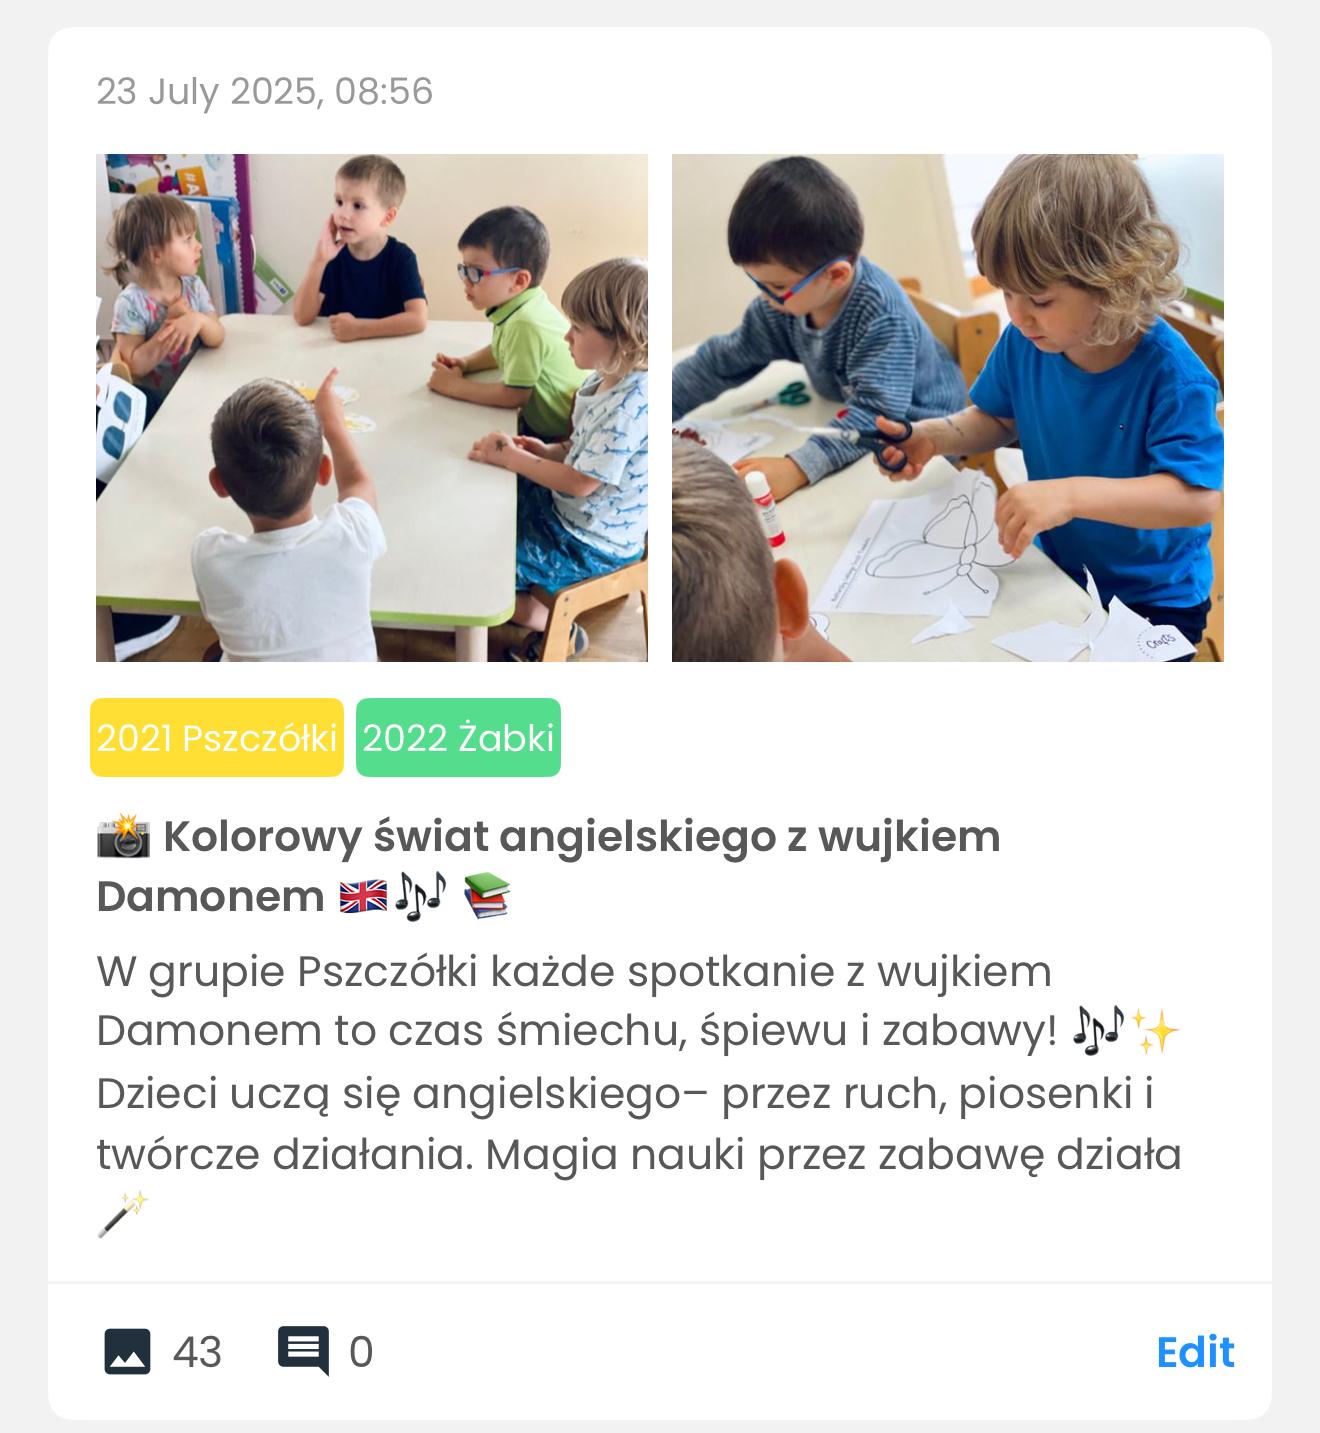 23 July 2025, 08:56
#A
Crafts
2021 Pszczółki 2022 Żabki
📸 Kolorowy świat angielskiego z wujkiem
Damonem 🇬🇧🎶 📚
W grupie Pszczółki każde spotkanie z wujkiem
Damonem to czas śmiechu, śpiewu i zabawy! 🎶✨
Dzieci uczą się angielskiego– przez ruch, piosenki i
twórcze działania. Magia nauki przez zabawę działa
🪄
43 0 Edit